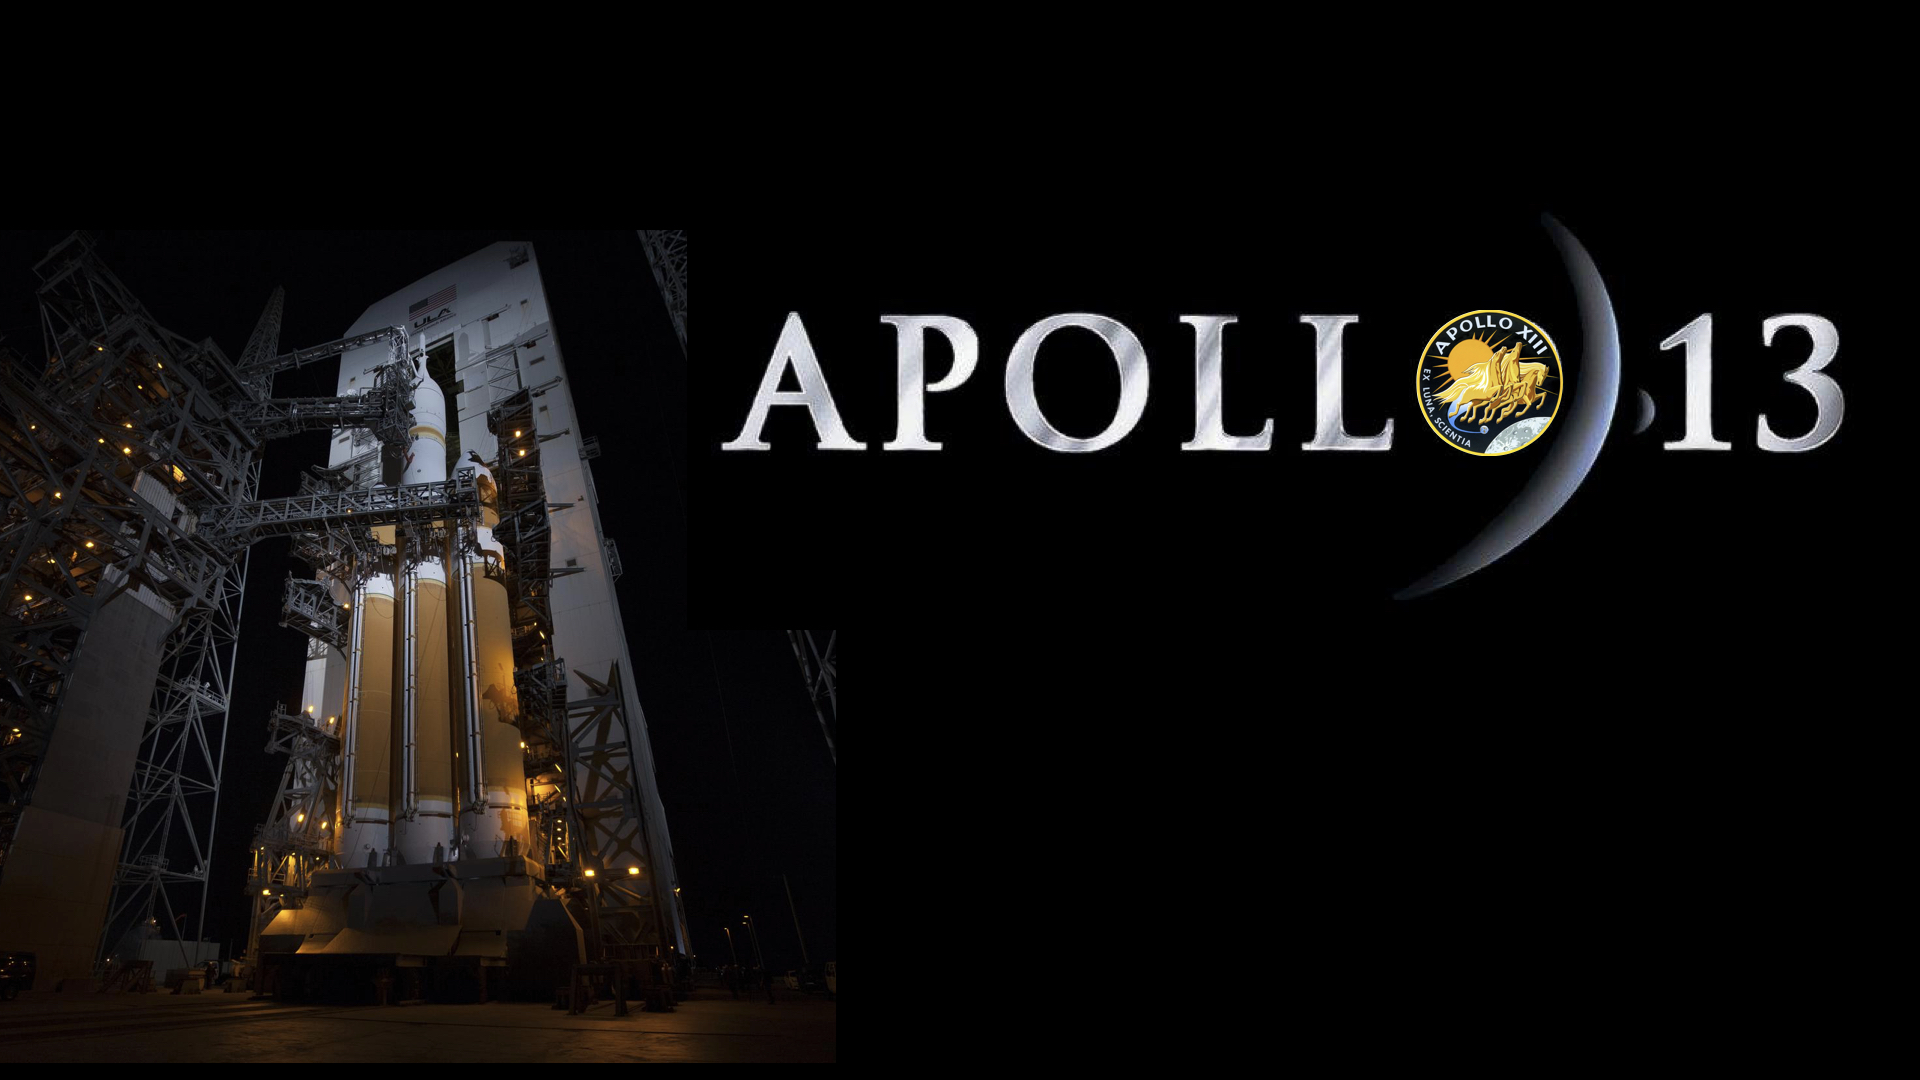 ULA
APOLLO 13
APOLLO XIII
EX LUNA, SCIENTIA